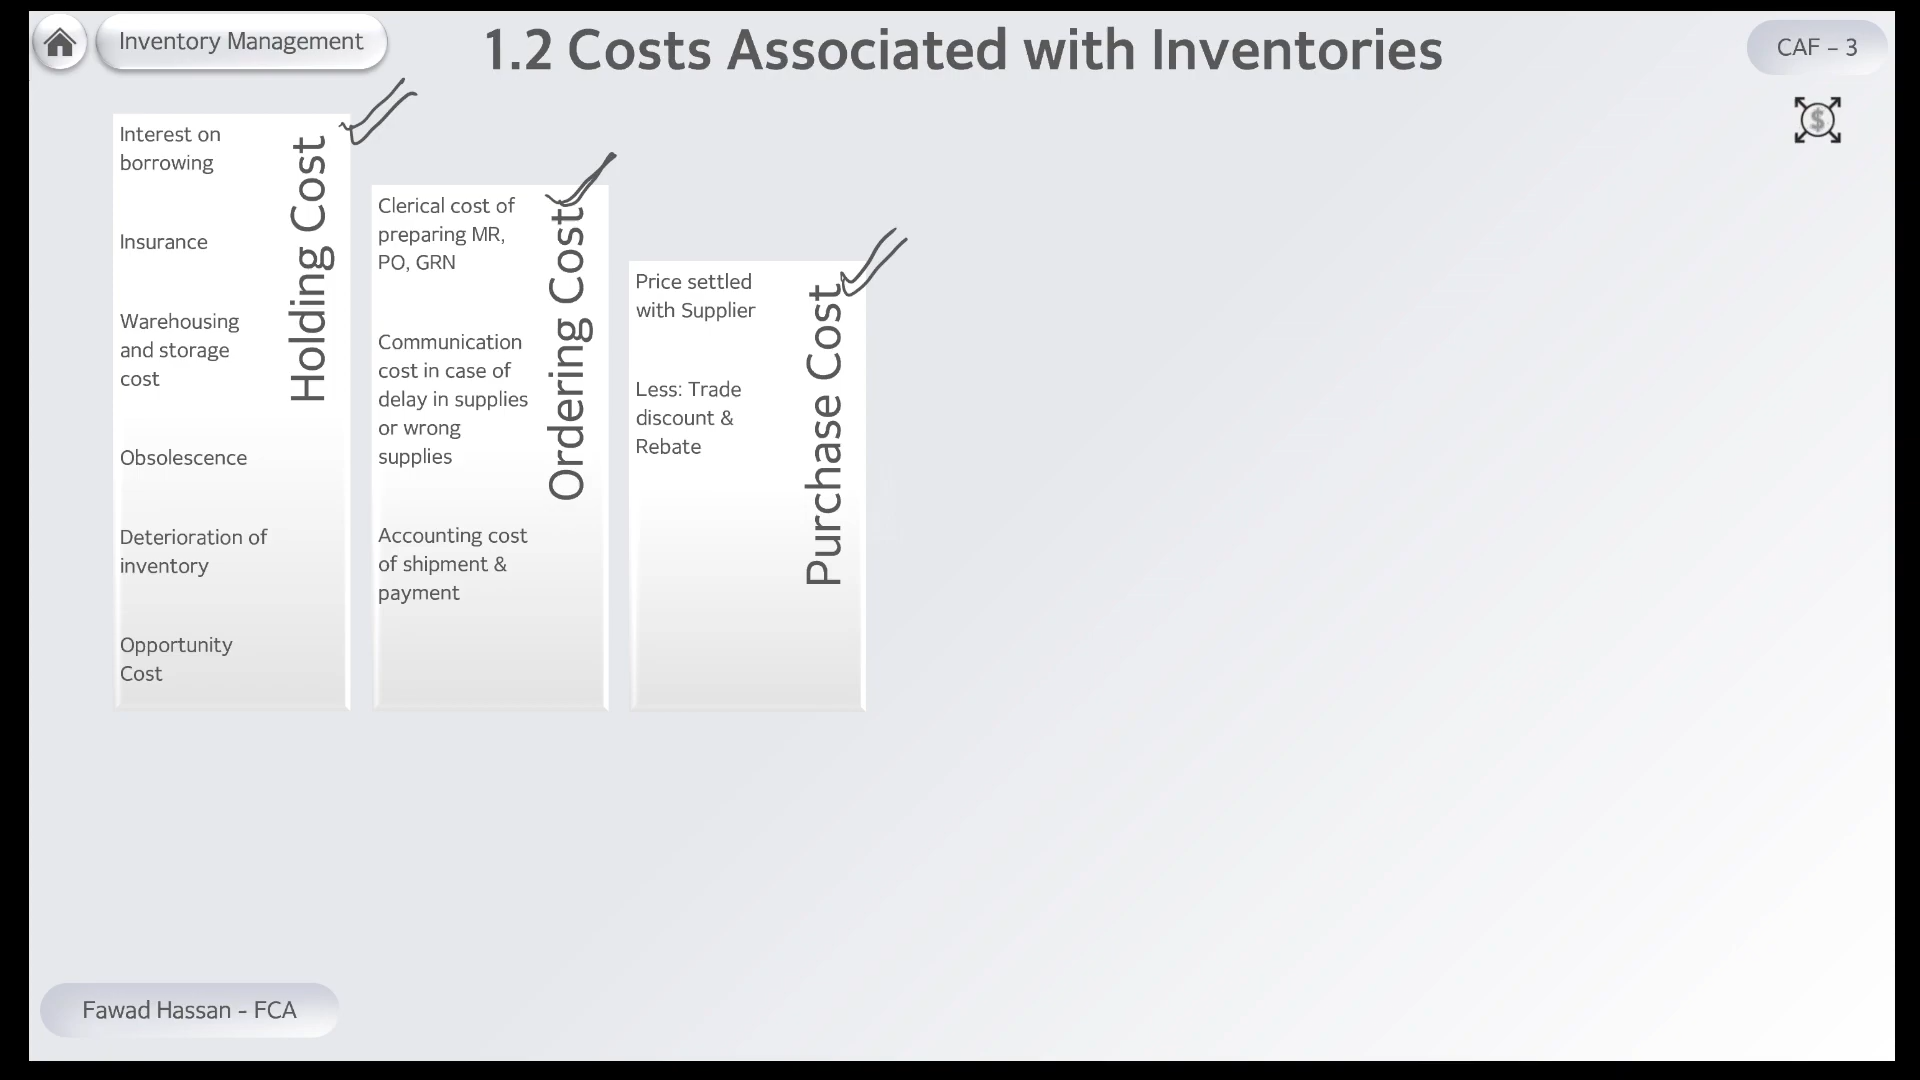 Inventory Management
1.2 Costs Associated with Inventories
CAF – 3
Interest on
borrowing
Insurance
Warehousing
and storage
cost
Obsolescence
Deterioration of
inventory
Opportunity
Cost
Holding Cost
Clerical cost of
preparing MR,
PO, GRN
Communication
cost in case of
delay in supplies
or wrong
supplies
Accounting cost
of shipment &
payment
Ordering Cost
Price settled
with Supplier
Less: Trade
discount &
Rebate
Purchase Cost
$
Fawad Hassan - FCA